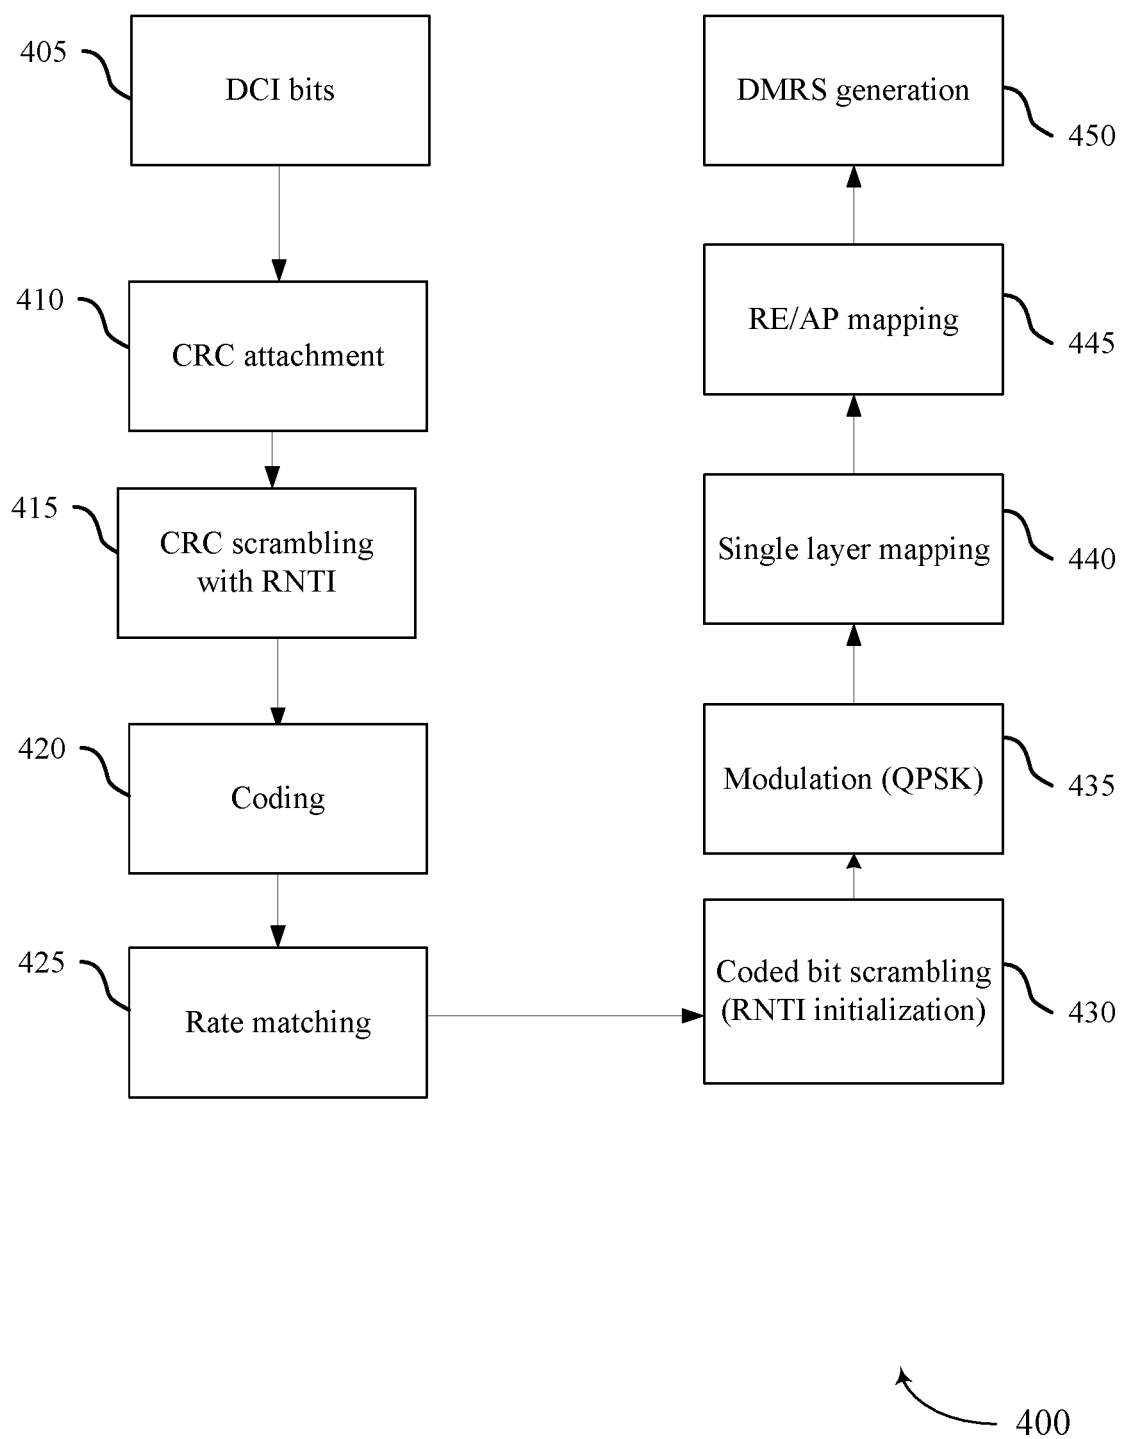 405
DCI bits
410
CRC attachment
415
CRC scrambling
with RNTI
420
Coding
425
Rate matching
DMRS generation
450
RE/AP mapping
445
Single layer mapping
440
Modulation (QPSK)
435
Coded bit scrambling
(RNTI initialization)
430
400